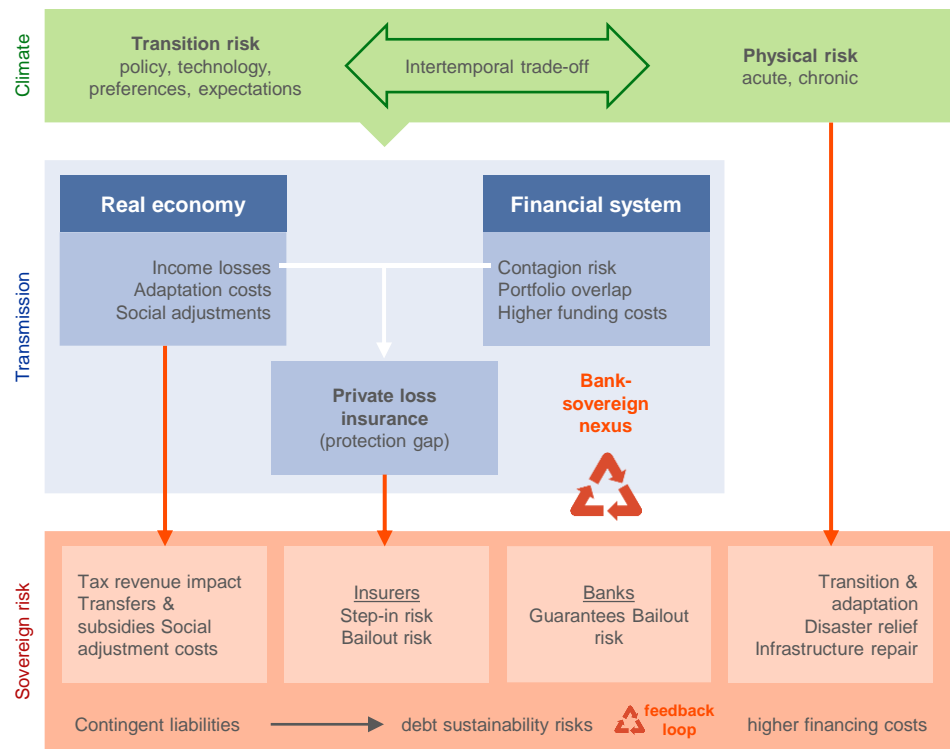 Climate
Transition risk
policy, technology,
preferences, expectations
Intertemporal trade-off
Physical risk
acute, chronic
Transmission
Real economy
Income losses
Adaptation costs
Social adjustments
Financial system
Contagion risk
Portfolio overlap
Higher funding costs
Private loss
insurance
(protection gap)
Bank-
sovereign
nexus
Sovereign risk
Tax revenue impact
Transfers &
subsidies Social
adjustment costs
Insurers
Step-in risk
Bailout risk
Banks
Guarantees Bailout
risk
Transition &
adaptation
Disaster relief
Infrastructure repair
Contingent liabilities
debt sustainability risks
feedback
loop
higher financing costs